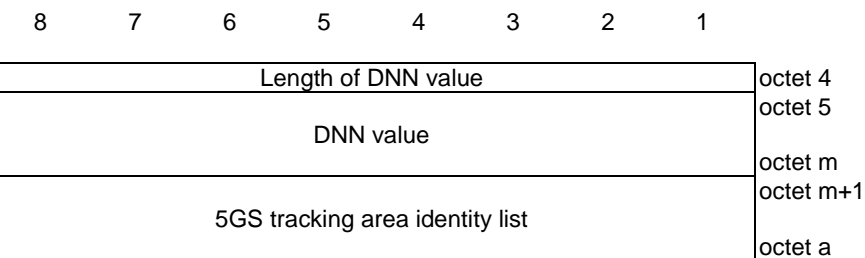 8 7 6 5 4 3 2 1
Length of DNN value octet 4
octet 5
DNN value
octet m
octet m+1
5GS tracking area identity list
octet a